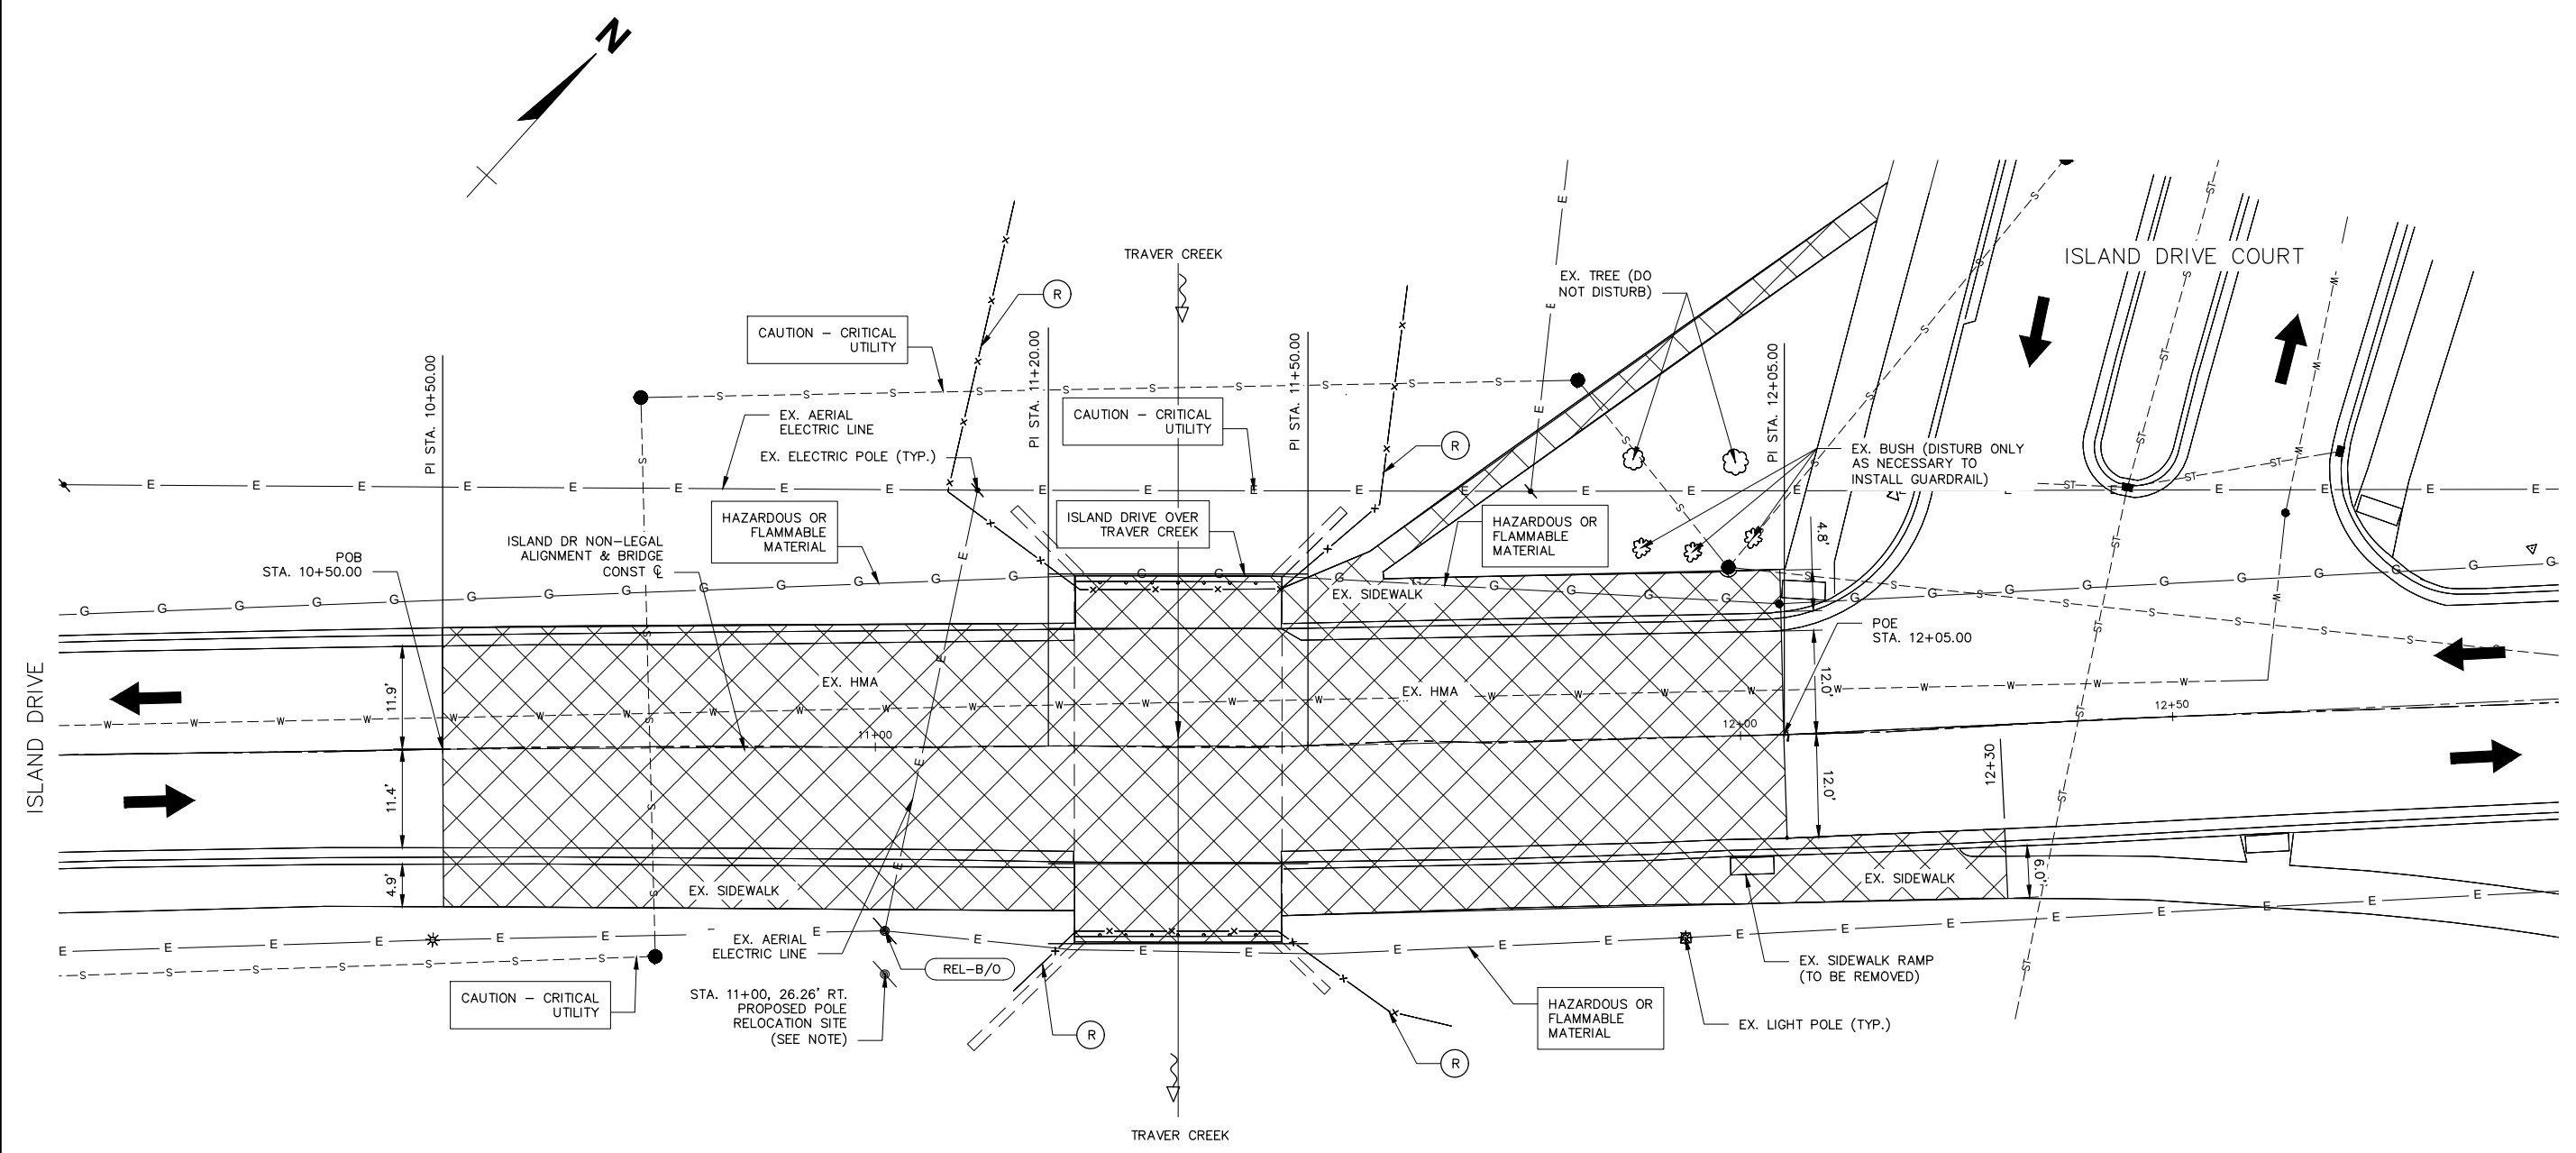 N
TRAVER CREEK
ISLAND DRIVE COURT
EX. TREE (DO
NOT DISTURB)
R
CAUTION – CRITICAL
UTILITY
PI STA. 10+50.00
PI STA. 11+20.00
PI STA. 11+50.00
PI STA. 12+05.00
EX. AERIAL
ELECTRIC LINE
CAUTION – CRITICAL
UTILITY
R
EX. ELECTRIC POLE (TYP.)
EX. BUSH (DISTURB ONLY
AS NECESSARY TO
INSTALL GUARDRAIL)
HAZARDOUS OR
FLAMMABLE
MATERIAL
ISLAND DRIVE OVER
TRAVER CREEK
HAZARDOUS OR
FLAMMABLE
MATERIAL
4.8'
ISLAND DR NON-LEGAL
ALIGNMENT & BRIDGE
CONST ℄
POB
STA. 10+50.00
EX. SIDEWALK
POE
STA. 12+05.00
ISLAND DRIVE
11.9'
EX. HMA
EX. HMA
12.0'
11+00
12+00
12+50
12+30
11.4'
12.0'
4.9'
EX. SIDEWALK
EX. SIDEWALK
6.0'
EX. AERIAL
ELECTRIC LINE
REL-B/O
EX. SIDEWALK RAMP
(TO BE REMOVED)
CAUTION – CRITICAL
UTILITY
STA. 11+00, 26.26' RT.
PROPOSED POLE
RELOCATION SITE
(SEE NOTE)
R
HAZARDOUS OR
FLAMMABLE
MATERIAL
EX. LIGHT POLE (TYP.)
R
TRAVER CREEK